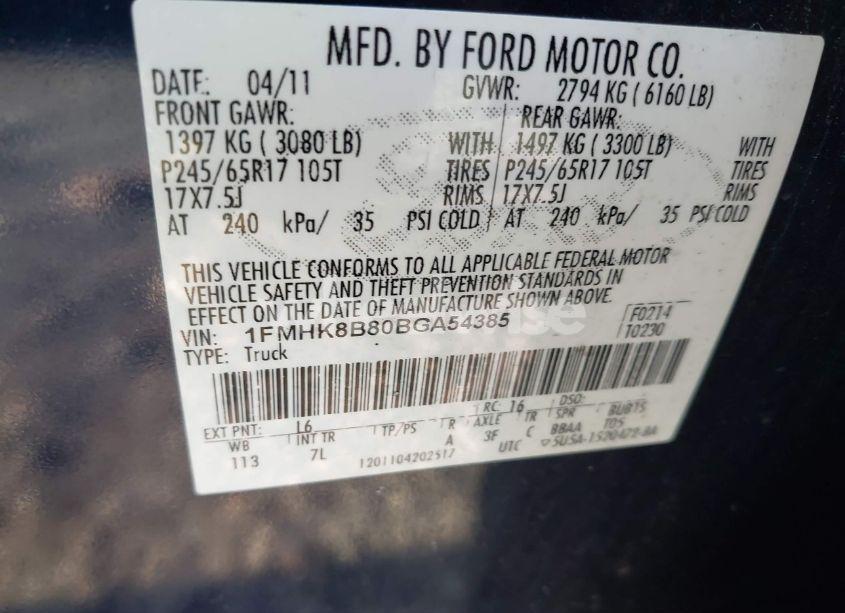 MFD. BY FORD MOTOR CO.
DATE: 04/11 GVWR: 2794 KG ( 6160 LB)
FRONT GAWR: REAR GAWR:
1397 KG ( 3080 LB) WITH 1497 KG ( 3300 LB) WITH
P245/65R17 105T TIRES P245/65R17 105T TIRES
17X7.5J RIMS 17X7.5J RIMS
AT 240 kPa/ 35 PSI COLD AT 240 kPa/ 35 PSI COLD
THIS VEHICLE CONFORMS TO ALL APPLICABLE FEDERAL MOTOR
VEHICLE SAFETY AND THEFT PREVENTION STANDARDS IN
EFFECT ON THE DATE OF MANUFACTURE SHOWN ABOVE.
VIN: 1FMHK8B80BGA54385 F0214
TYPE: Truck T0230
RC: 16 DSO:
EXT PNT: L6
WB INT TR TP/PS R AXLE TR SPR
113 7L A 3F C BBAA T05
1201104202517 UTC